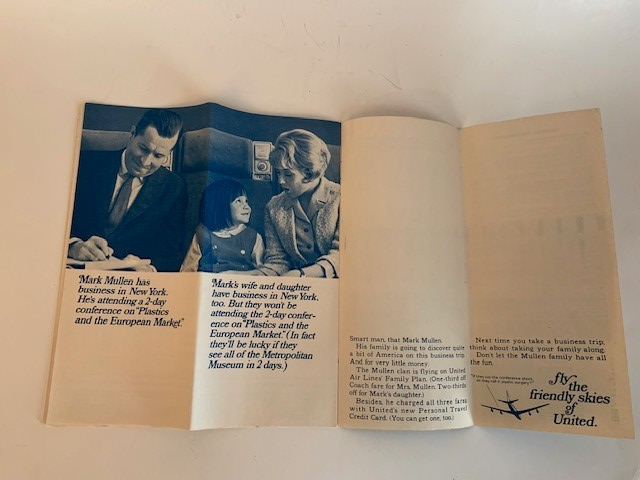 Mark Mullen has
business in New York.
He's attending a 2-day
conference on "Plastics
and the European Market."
Mark's wife and daughter
have business in New York,
too. But they won't be
attending the 2-day confer-
ence on "Plastics and the
European Market." (In fact
they'll be lucky if they
see all of the Metropolitan
Museum in 2 days.)
Smart man, that Mark Mullen.
His family is going to discover quite
a bit of America on this business trip.
And for very little money.
The Mullen clan is flying on United
Air Lines' Family Plan. (One-third off
Coach fare for Mrs. Mullen. Two-thirds
off for Mark's daughter.)
Besides, he charged all three fares
with United's new Personal Travel
Credit Card. (You can get one, too.)
Next time you take a business trip,
think about taking your family along.
Don't let the Mullen family have all
the fun.
fly
the
friendly skies
of
United.